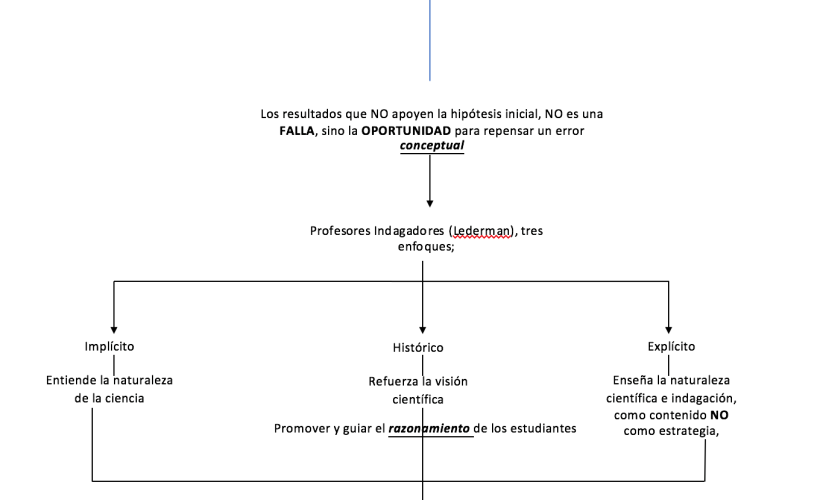 Los resultados que NO apoyen la hipótesis inicial, NO es una
FALLA, sino la OPORTUNIDAD para repensar un error
conceptual
Profesores Indagadores (Lederman), tres
enfoques;
Implícito
Entiende la naturaleza
de la ciencia
Histórico
Refuerza la visión
científica
Explícito
Enseña la naturaleza
científica e indagación,
como contenido NO
como estrategia,
Promover y guiar el razonamiento de los estudiantes